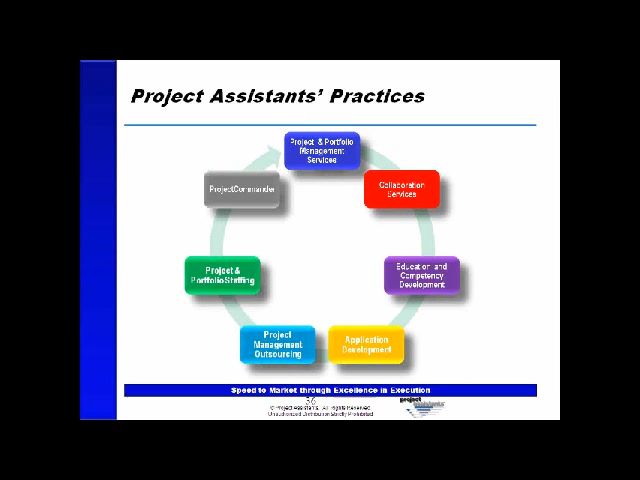 Project Assistants' Practices
Project & Portfolio
Management
Services
ProjectCommander
Collaboration
Services
Project &
Portfolio Staffing
Education and
Competency
Development
Project
Management
Outsourcing
Application
Development
Speed to Market through Excellence in Execution
36
© Project Assistants. All Rights Reserved
Unauthorized Distribution Strictly Prohibited
project
assistants